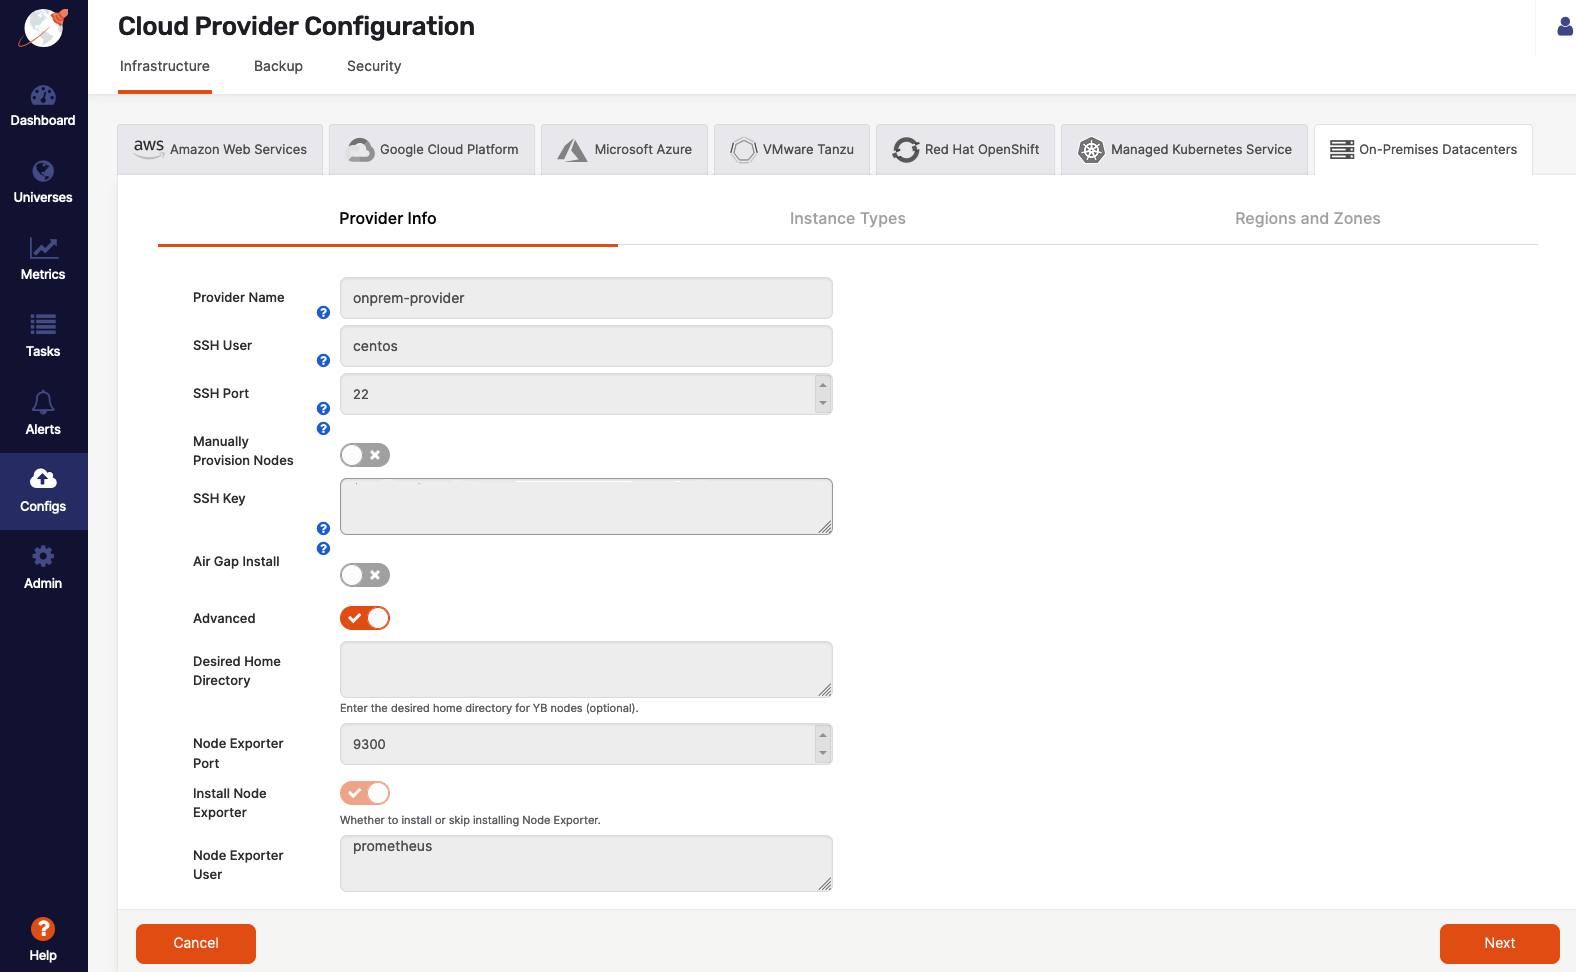 Cloud Provider Configuration
Infrastructure
Backup
Security
Dashboard
Universes
Metrics
Tasks
Alerts
Configs
Admin
Help
aws Amazon Web Services
Google Cloud Platform
Microsoft Azure
VMware Tanzu
Red Hat OpenShift
Managed Kubernetes Service
On-Premises Datacenters
Provider Info
Instance Types
Regions and Zones
Provider Name
onprem-provider
SSH User
centos
SSH Port
22
Manually
Provision Nodes
SSH Key
Air Gap Install
Advanced
Desired Home
Directory
Enter the desired home directory for YB nodes (optional).
Node Exporter
Port
9300
Install Node
Exporter
Whether to install or skip installing Node Exporter.
Node Exporter
User
prometheus
Cancel
Next